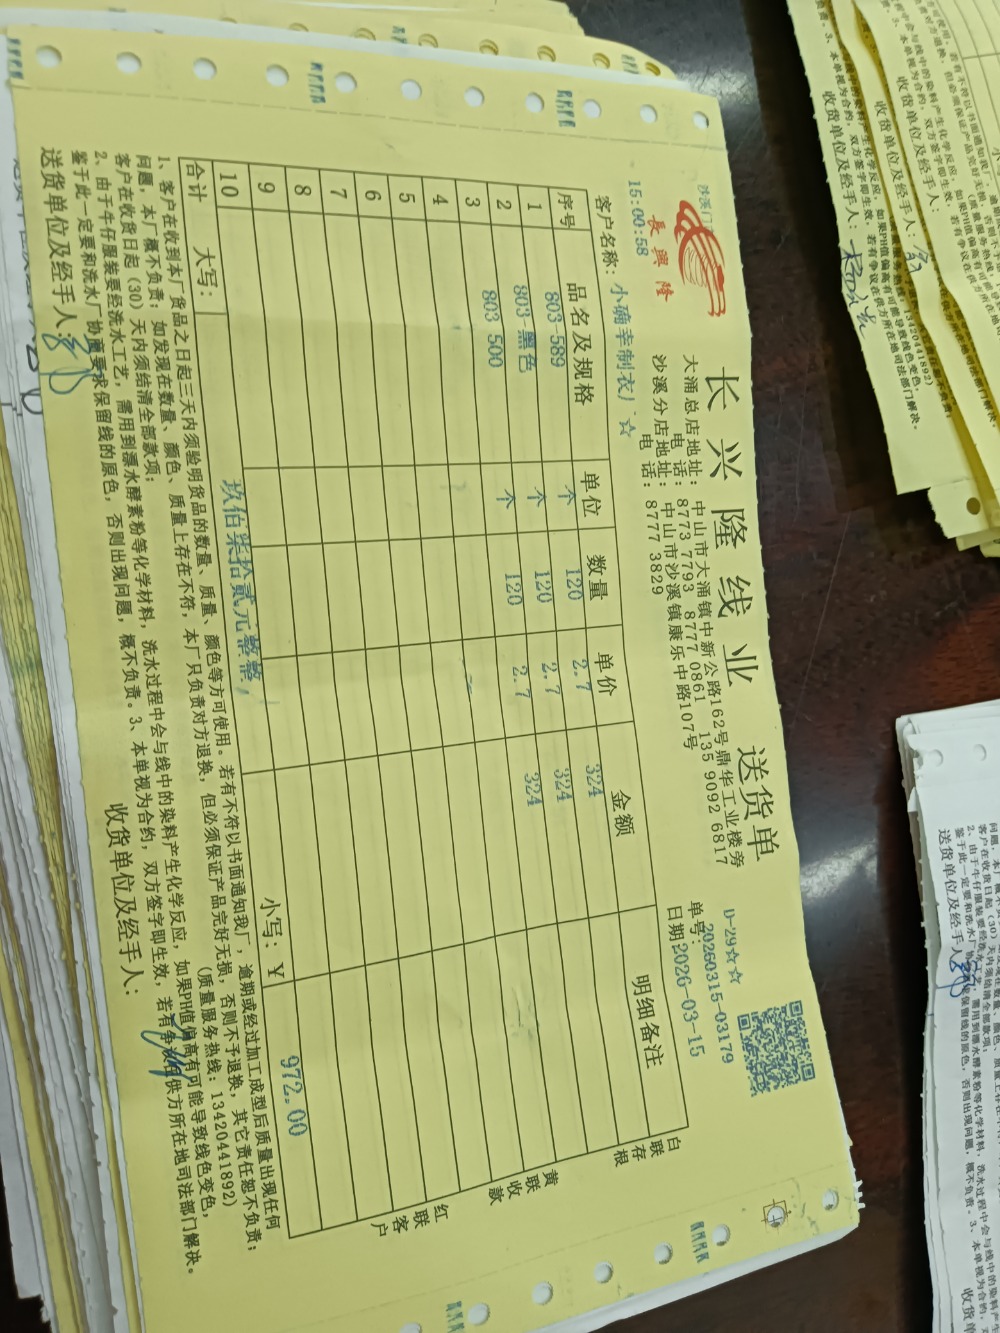 沙溪门
長興隆
长兴隆线业 送货单
大涌总店地址：中山市大涌镇中新公路162号鼎华工业楼旁
电 话：8773 7793 8777 0861 135 9092 6817
沙溪分店地址：中山市沙溪镇康乐中路107号
电 话：8777 3829
D-29☆☆
单号：20260315-03179
日期2026-03-15
15:00:58
客户名称：小确幸制衣厂☆
序号 品名及规格 单位 数量 单价 金额 明细备注
1 803-589 个 120 2.7 324
2 803-黑色 个 120 2.7 324
3 803 500 个 120 2.7 324
4
5
6
7
8
9
10
合计 大写：玖伯柒拾贰元整整 小写：￥ 972.00
白联存根
黄联收款
红联客户
1、客户在收到本厂货品之日起三天内须验明货品的数量、质量、颜色等方可使用。若有不符以书面通知我厂，逾期或经过加工成型后质量出现任何
问题，本厂概不负责；如发现在数量、颜色、质量上存在不符，本厂只负责对方退换，但必须保证产品完好无损，否则不予退换，其它责任恕不负责；
客户在收货日起（30）天内须给清全部款项； （质量服务热线：13420441892）
2、由于牛仔服装要经洗水工艺，需用到漂水酵素粉等化学材料，洗水过程中会与线中的染料产生化学反应，如果PH值偏高有可能导致线色变色，
鉴于此一定要和洗水厂协商要求保留线的原色，否则出现问题，概不负责。3、本单视为合约，双方签字即生效，若有争议在供方所在地司法部门解决。
送货单位及经手人： 收货单位及经手人：